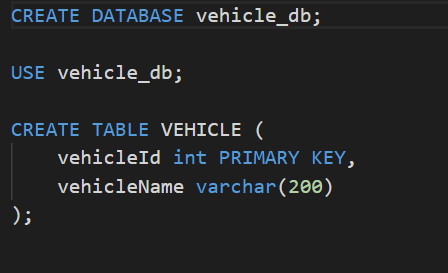 CREATE DATABASE vehicle_db;
USE vehicle_db;
CREATE TABLE VEHICLE (
    vehicleId int PRIMARY KEY,
    vehicleName varchar(200)
);